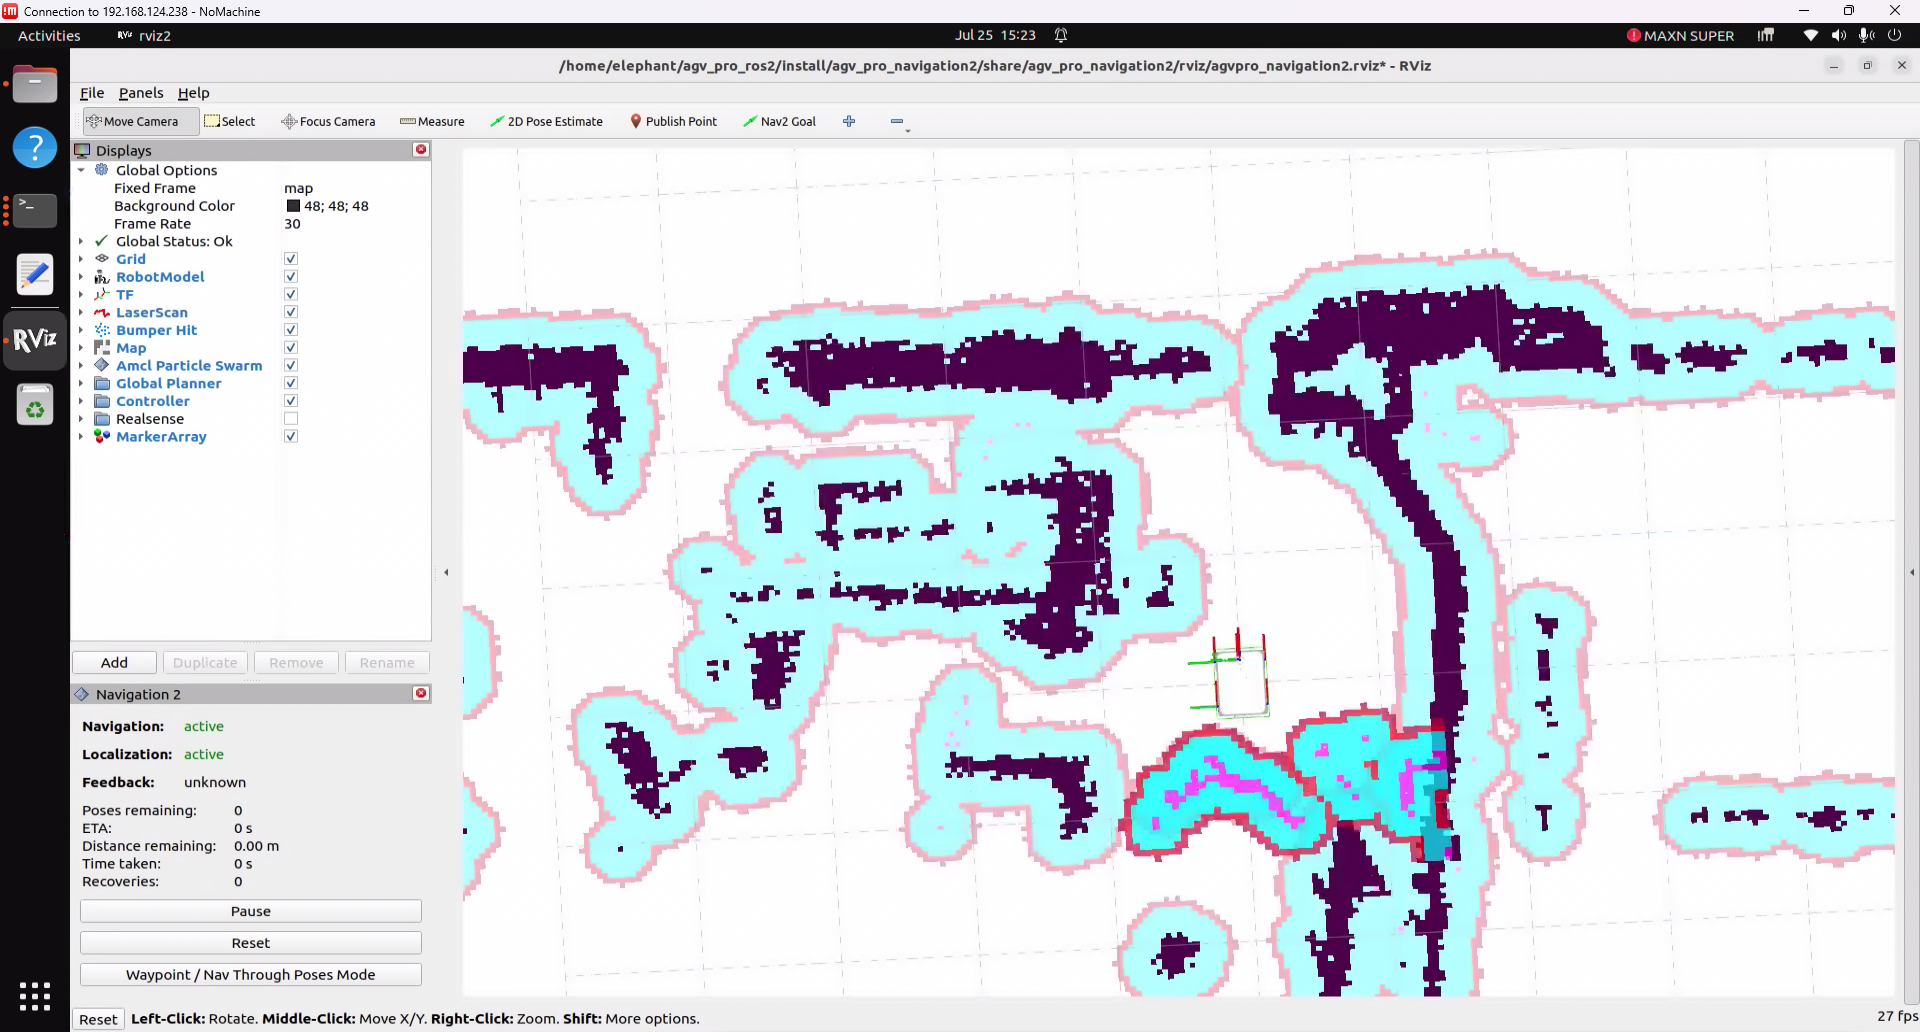 Connection to 192.168.124.238 - NoMachine
Activities
rviz2
Jul 25 15:23
MAXN SUPER
/home/elephant/agv_pro_ros2/install/agv_pro_navigation2/share/agv_pro_navigation2/rviz/agvpro_navigation2.rviz* - RViz
File Panels Help
Move Camera Select Focus Camera Measure 2D Pose Estimate Publish Point Nav2 Goal
Displays
Global Options
Fixed Frame map
Background Color 48; 48; 48
Frame Rate 30
Global Status: Ok
Grid
RobotModel
TF
LaserScan
Bumper Hit
Map
Amcl Particle Swarm
Global Planner
Controller
Realsense
MarkerArray
RViz
Add Duplicate Remove Rename
Navigation 2
Navigation: active
Localization: active
Feedback: unknown
Poses remaining: 0
ETA: 0 s
Distance remaining: 0.00 m
Time taken: 0 s
Recoveries: 0
Pause
Reset
Waypoint / Nav Through Poses Mode
Reset Left-Click: Rotate. Middle-Click: Move X/Y. Right-Click: Zoom. Shift: More options.
27 fps